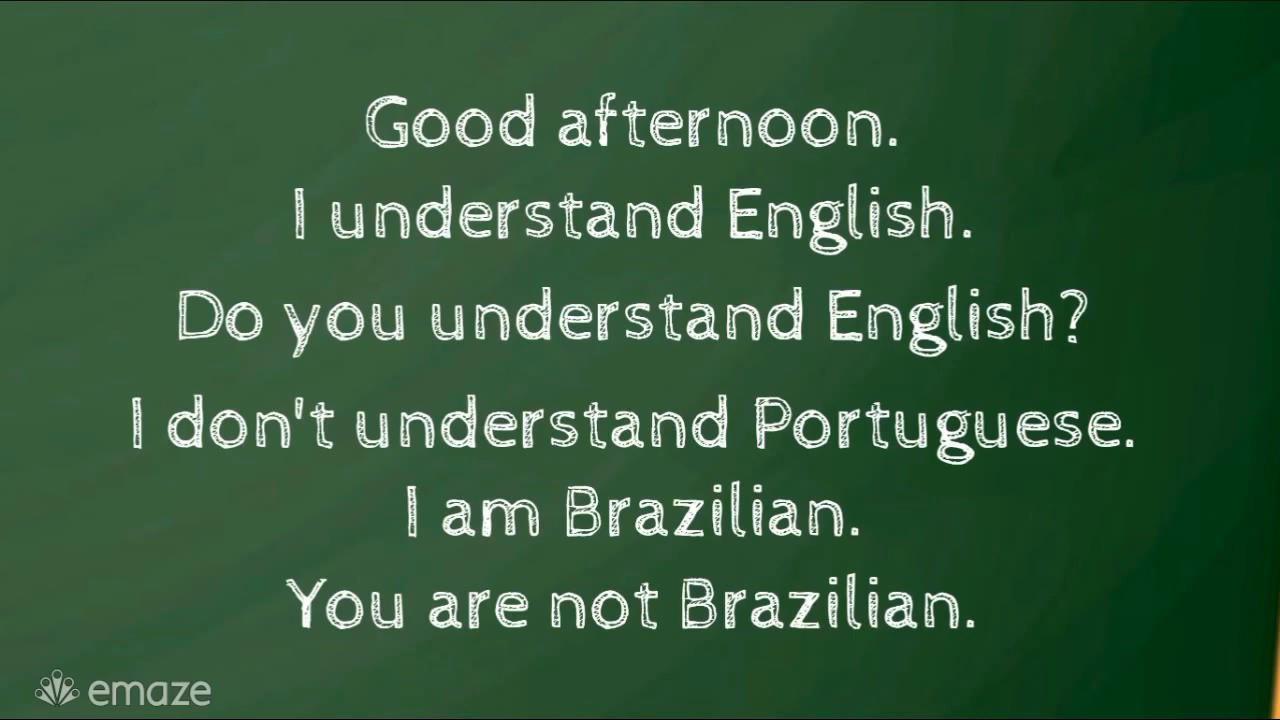 Good afternoon.
I understand English.
Do you understand English?
I don't understand Portuguese.
I am Brazilian.
You are not Brazilian.
emaze